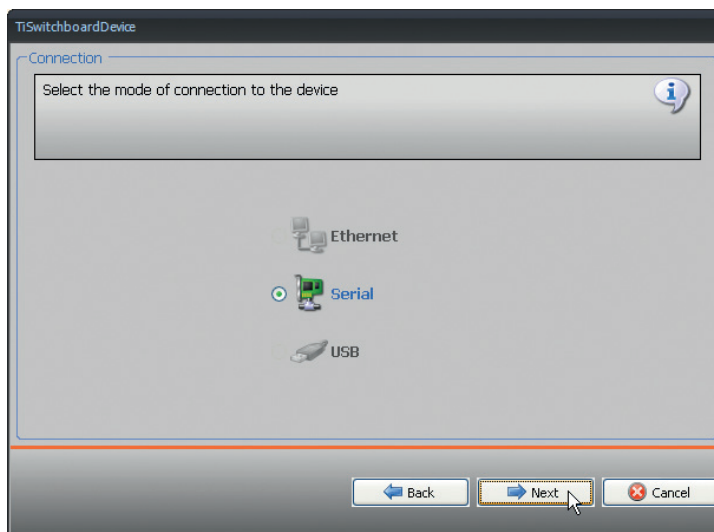 TiSwitchboardDevice
Connection
Select the mode of connection to the device
Ethernet
Serial
USB
Back
Next
Cancel